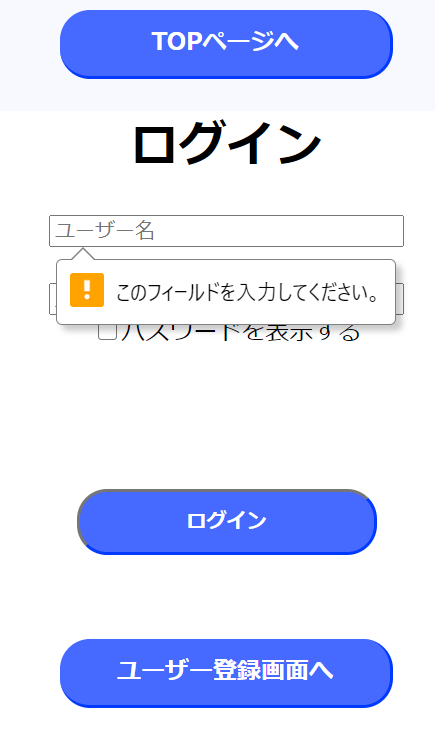 TOPページへ
ログイン
ユーザー名
このフィールドを入力してください。
パスワードを表示する
ログイン
ユーザー登録画面へ